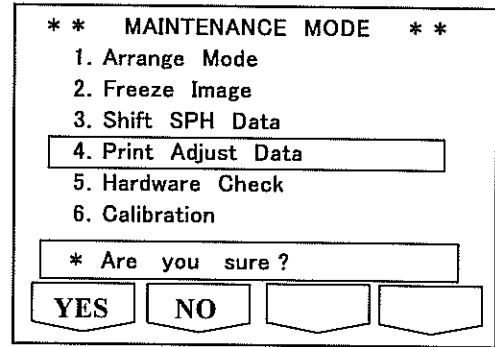 * * MAINTENANCE MODE * *
1. Arrange Mode
2. Freeze Image
3. Shift SPH Data
4. Print Adjust Data
5. Hardware Check
6. Calibration
* Are you sure ?
YES NO